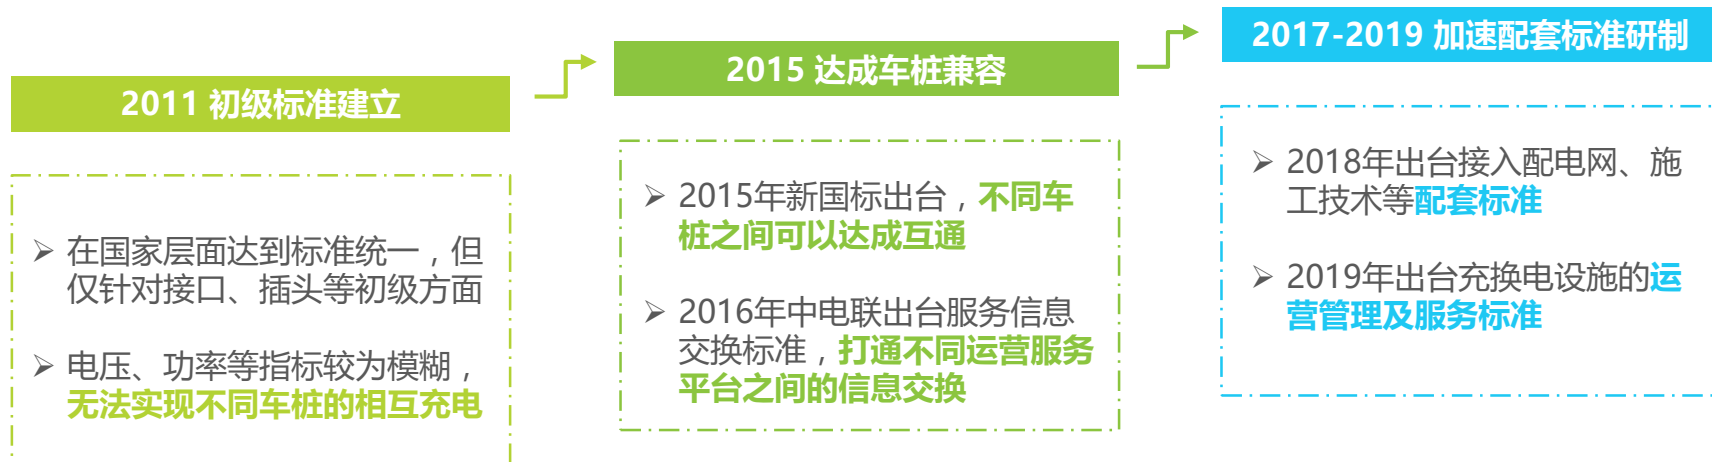 2011 初级标准建立
➢ 在国家层面达到标准统一，但
仅针对接口、插头等初级方面
➢ 电压、功率等指标较为模糊，
无法实现不同车桩的相互充电
2015 达成车桩兼容
➢ 2015年新国标出台，不同车
桩之间可以达成互通
➢ 2016年中电联出台服务信息
交换标准，打通不同运营服务
平台之间的信息交换
2017-2019 加速配套标准研制
➢ 2018年出台接入配电网、施
工技术等配套标准
➢ 2019年出台充换电设施的运
营管理及服务标准